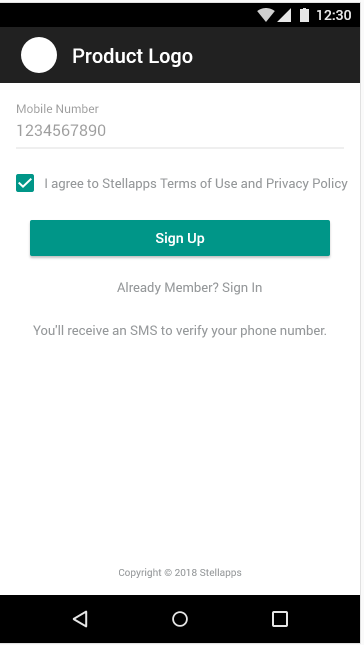 12:30
Product Logo
Mobile Number
1234567890
I agree to Stellapps Terms of Use and Privacy Policy
Sign Up
Already Member? Sign In
You'll receive an SMS to verify your phone number.
Copyright © 2018 Stellapps